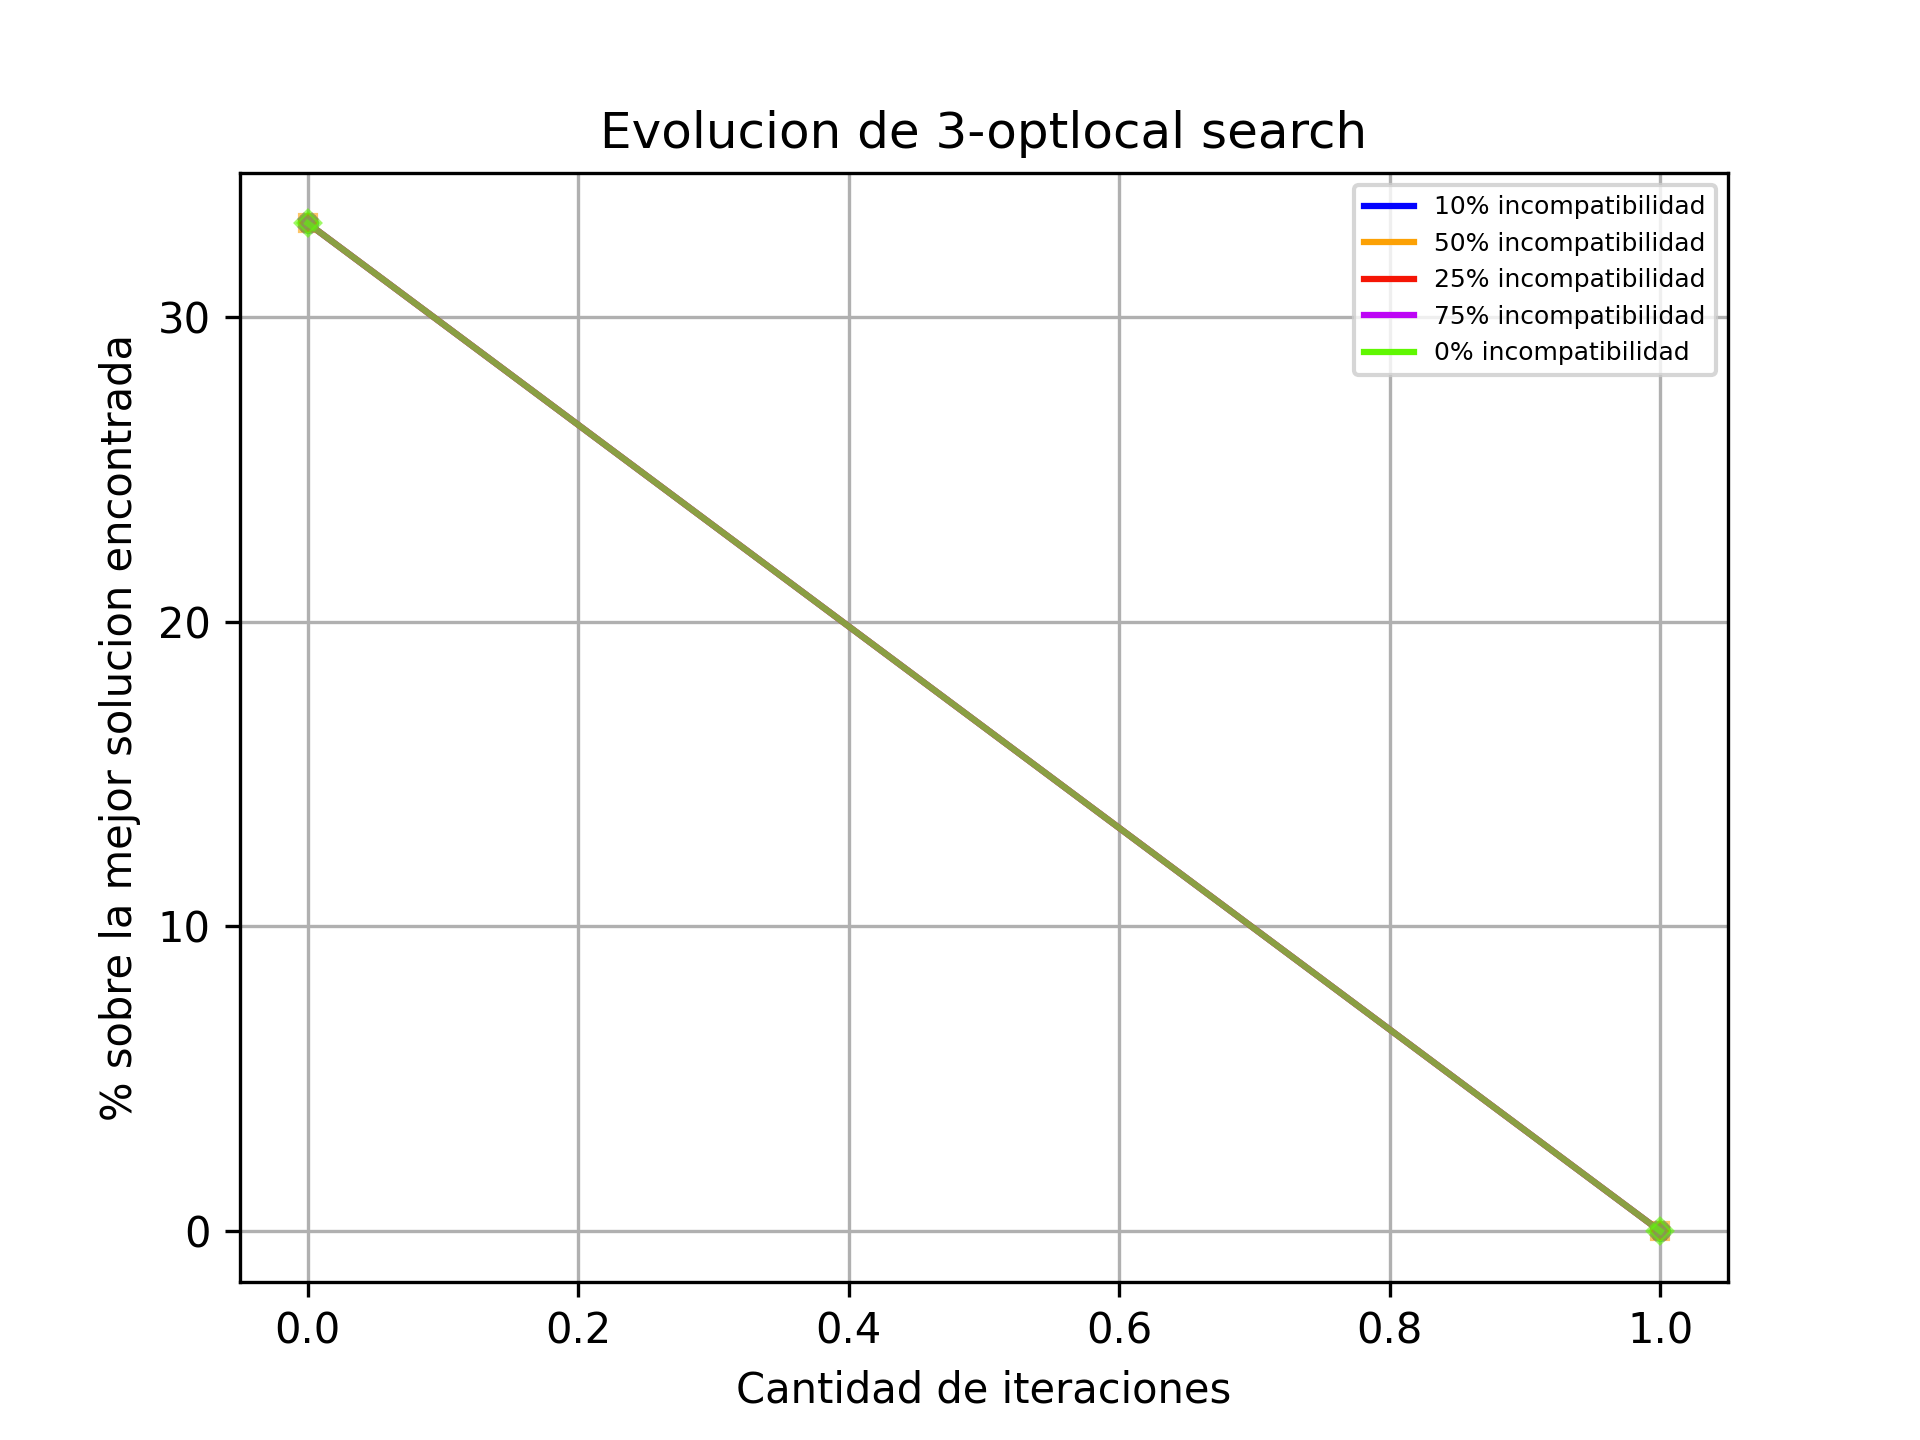 Evolucion de 3-optlocal search
10% incompatibilidad
50% incompatibilidad
25% incompatibilidad
75% incompatibilidad
0% incompatibilidad
% sobre la mejor solucion encontrada
30
20
10
0
0.0 0.2 0.4 0.6 0.8 1.0
Cantidad de iteraciones